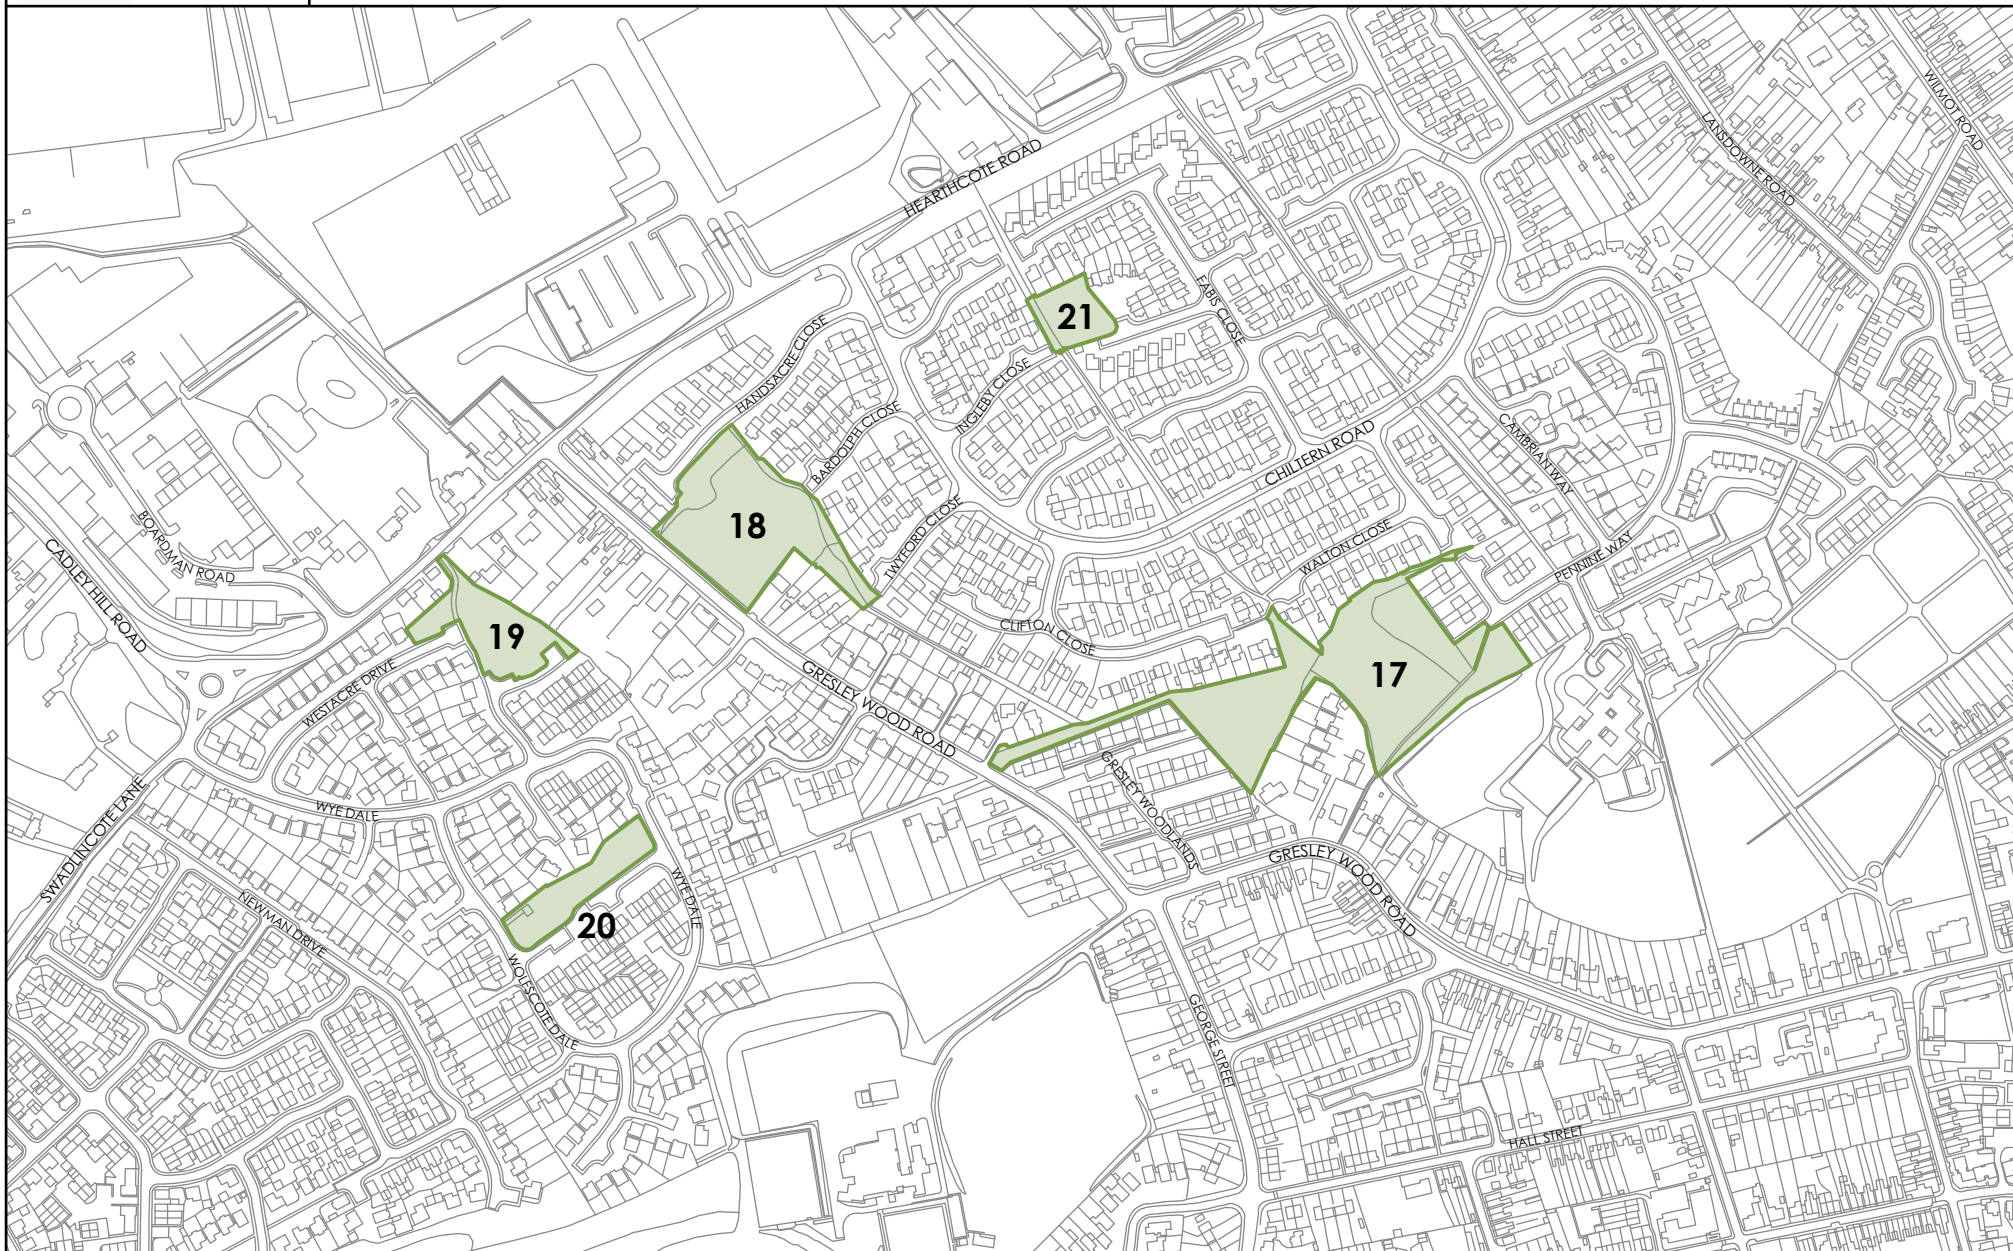 WILMOT ROAD
LANSDOWNE ROAD
HEARTHCOTE ROAD
FABIS CLOSE
21
HANDSACRE CLOSE
INGLEBY CLOSE
BARDOLPH CLOSE
CHILTERN ROAD
CAMBRIAN WAY
18
TWYFORD CLOSE
BOARDMAN ROAD
CADLEY HILL ROAD
WALTON CLOSE
PENNINE WAY
19
CLIFTON CLOSE
17
WESTACRE DRIVE
GRESLEY WOOD ROAD
SWADLINCOTE LANE
WYE DALE
GRESLEY WOODLANDS
GRESLEY WOOD ROAD
WYE DALE
NEWMAN DRIVE
20
WOLFSCOTE DALE
GEORGE STREET
HALL STREET